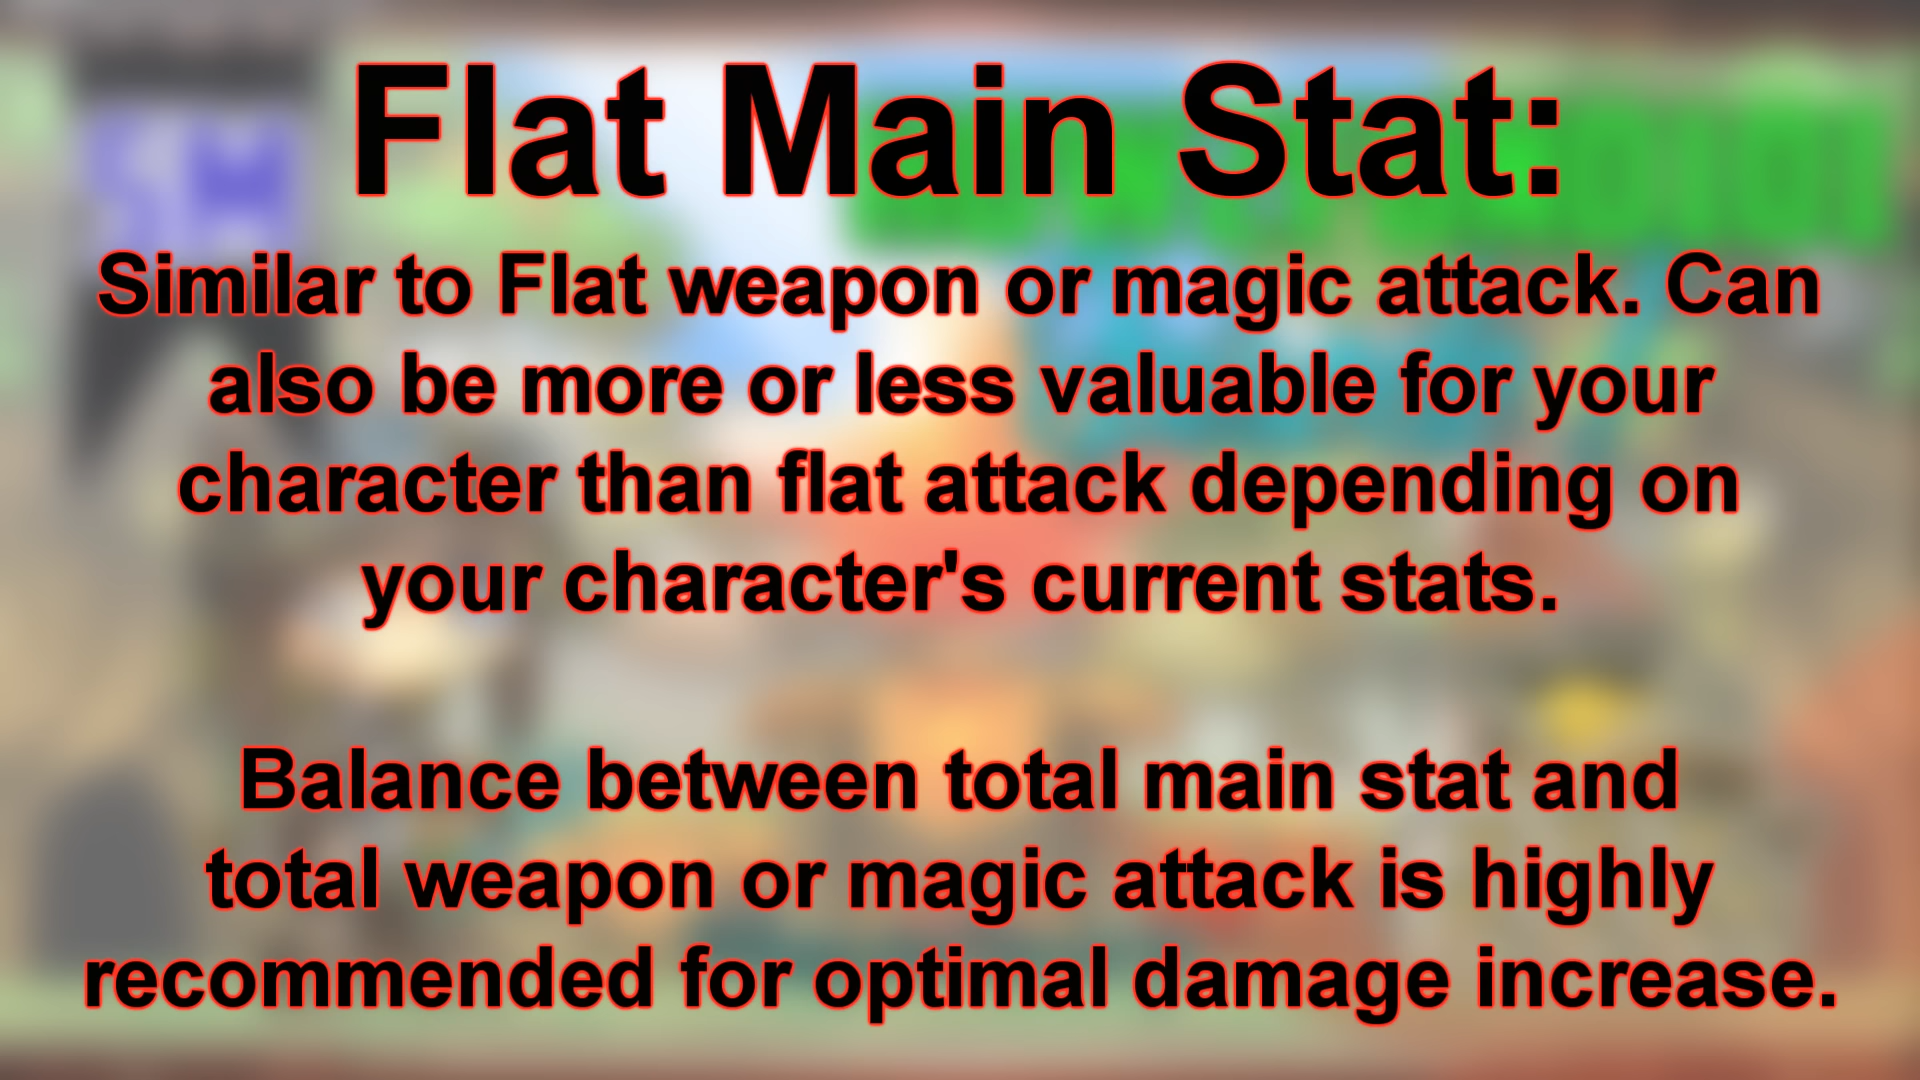 Flat Main Stat:
Similar to Flat weapon or magic attack. Can
also be more or less valuable for your
character than flat attack depending on
your character's current stats.
Balance between total main stat and
total weapon or magic attack is highly
recommended for optimal damage increase.